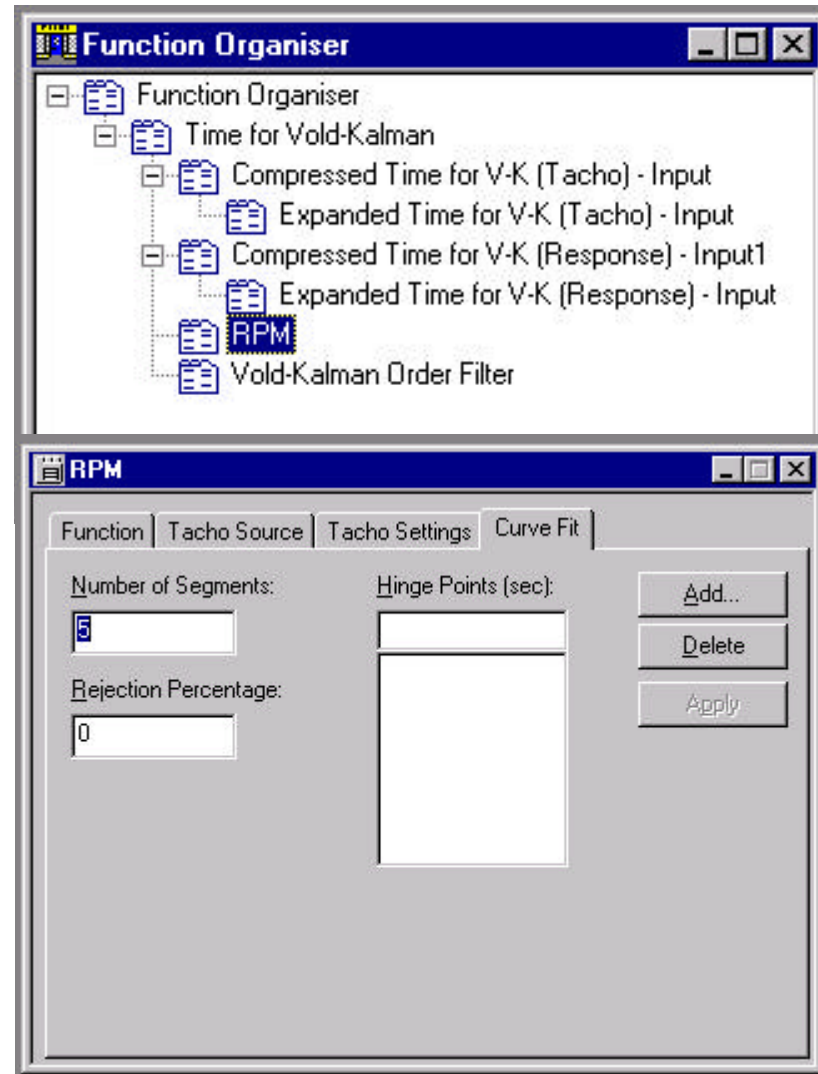 Function Organiser
Function Organiser
Time for Vold-Kalman
Compressed Time for V-K (Tacho) - Input
Expanded Time for V-K (Tacho) - Input
Compressed Time for V-K (Response) - Input1
Expanded Time for V-K (Response) - Input
RPM
Vold-Kalman Order Filter
RPM
Function Tacho Source Tacho Settings Curve Fit
Number of Segments:
5
Rejection Percentage:
0
Hinge Points (sec):
Add...
Delete
Apply